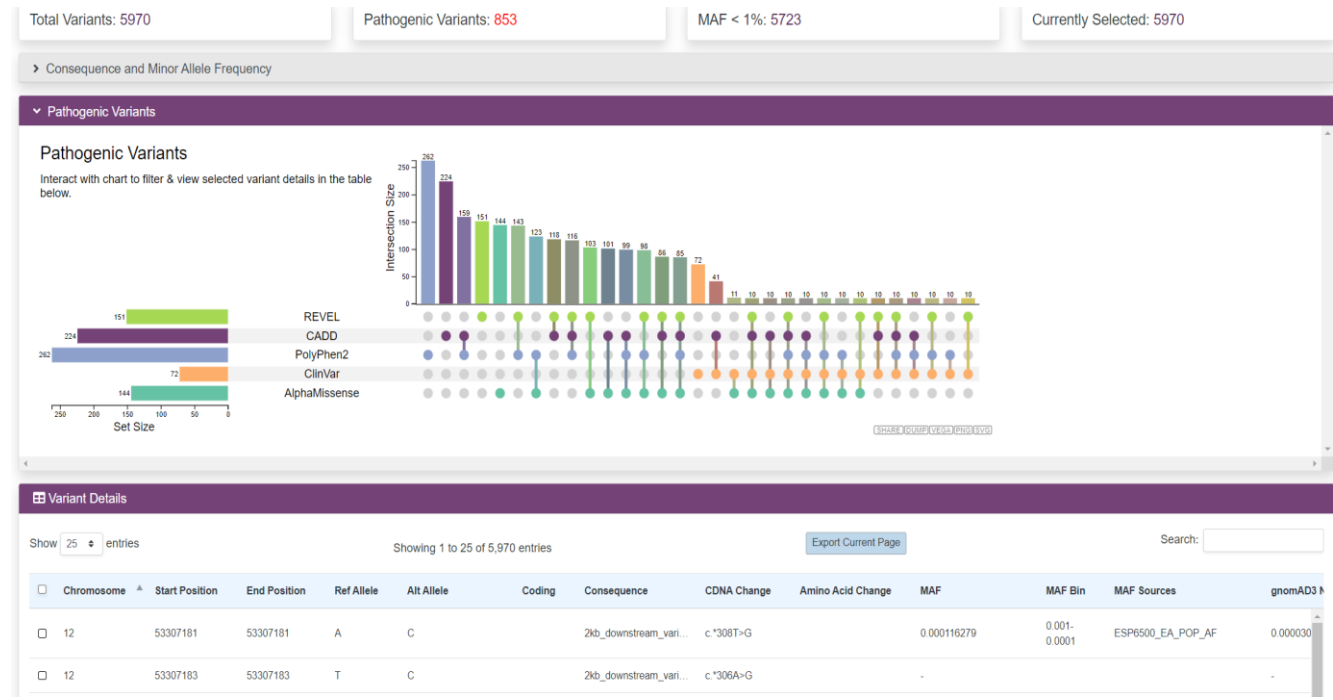 Total Variants: 5970
Pathogenic Variants: 853
MAF < 1%: 5723
Currently Selected: 5970
Consequence and Minor Allele Frequency
Pathogenic Variants
Pathogenic Variants
Interact with chart to filter & view selected variant details in the table
below.
Intersection Size
250
200
150
100
50
0
262 224 159 151 144 143 123 118 116 103 101 99 98 86 85 72 41 11 10 10 10 10 10 10 10 10 10 10 10 10 10
151 REVEL
224 CADD
262 PolyPhen2
72 ClinVar
144 AlphaMissense
250 200 150 100 50 0
Set Size
SHARE DUMP VEGA PNG SVG
Variant Details
Show 25 entries
Showing 1 to 25 of 5,970 entries
Export Current Page
Search:
Chromosome Start Position End Position Ref Allele Alt Allele Coding Consequence CDNA Change Amino Acid Change MAF MAF Bin MAF Sources gnomAD3 N
12 53307181 53307181 A C 2kb_downstream_vari... c.*308T>G 0.000116279 0.001-
0.0001 ESP6500_EA_POP_AF 0.000030
12 53307183 53307183 T C 2kb_downstream_vari... c.*306A>G - -